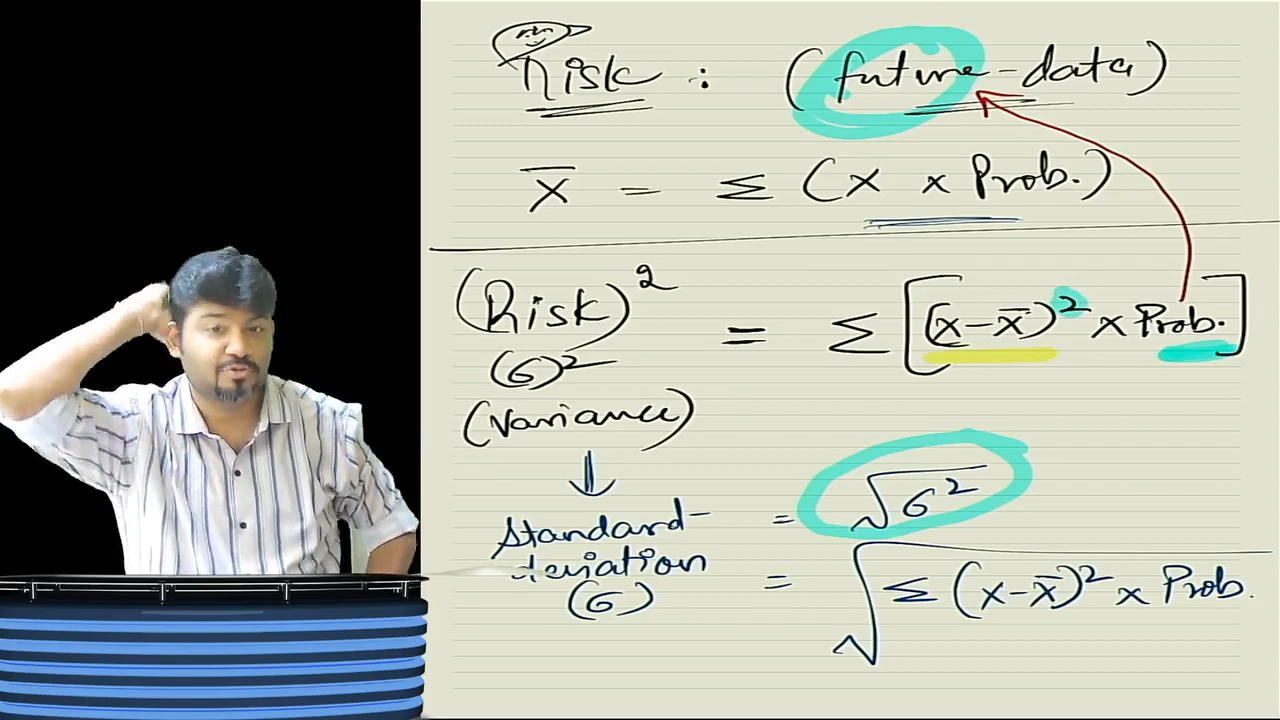 Risk : (future-data)
X̅ = Σ (X × Prob.)
(Risk)² = Σ [(x-x̅)² × Prob.]
(σ)²
(Variance)
↓
Standard- = √σ²
deviation = √Σ (x-x̅)² × Prob.
(σ)